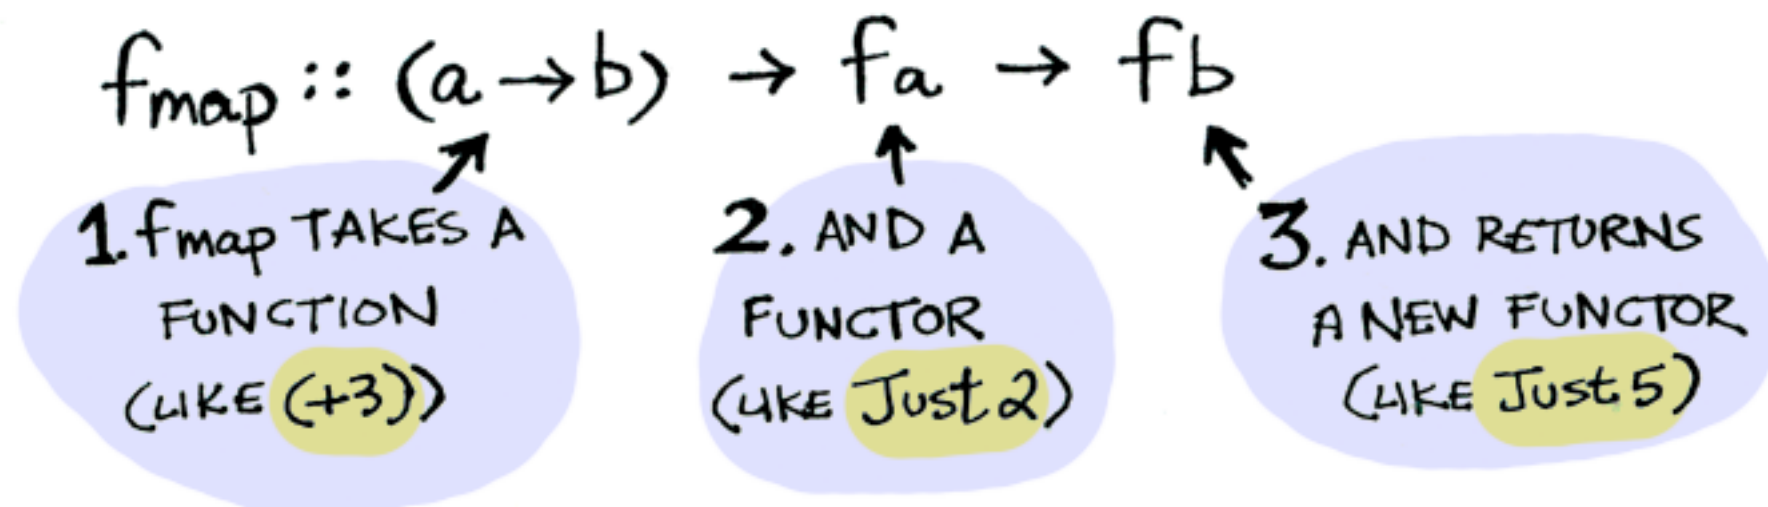 fmap :: (a → b) → fa → fb
1. fmap TAKES A
FUNCTION
(LIKE (+3))
2. AND A
FUNCTOR
(LIKE Just 2)
3. AND RETURNS
A NEW FUNCTOR
(LIKE Just 5)